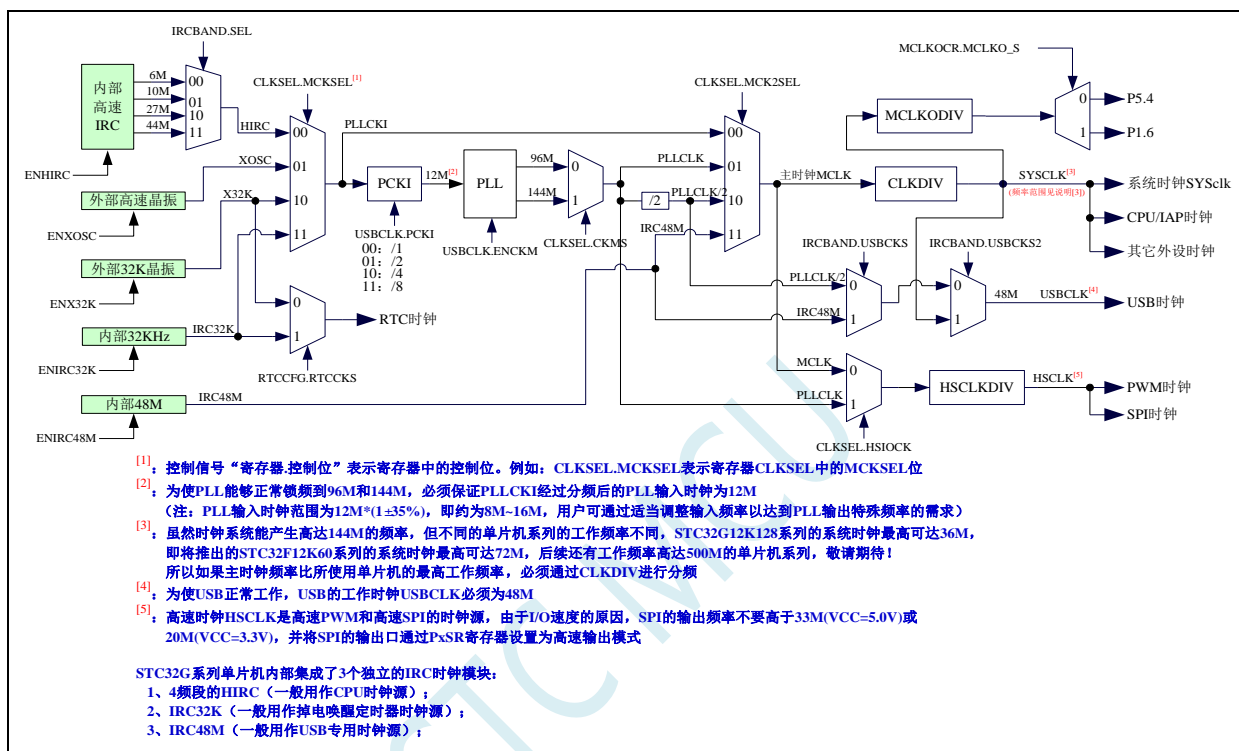 IRCBAND.SEL
MCLKOCR.MCLKO_S
内部
高速
IRC
6M
10M
27M
44M
00
01
10
11
HIRC
ENHIRC
CLKSEL.MCKSEL[1]
00
01
10
11
XOSC
外部高速晶振
ENXOSC
X32K
外部32K晶振
ENX32K
内部32KHz
IRC32K
ENIRC32K
内部48M
IRC48M
ENIRC48M
0
1
RTC时钟
RTCCFG.RTCCKS
PLLCKI
PCKI
12M[2]
USBCLK.PCKI
00: /1
01: /2
10: /4
11: /8
PLL
USBCLK.ENCKM
96M
144M
0
1
CLKSEL.CKMS
CLKSEL.MCK2SEL
PLLCLK
/2
PLLCLK/2
IRC48M
00
01
10
11
主时钟MCLK
CLKDIV
MCLKODIV
0
1
P5.4
P1.6
SYSCLK[3]
(频率范围见说明[3])
系统时钟SYSclk
CPU/IAP时钟
其它外设时钟
IRCBAND.USBCKS
IRCBAND.USBCKS2
PLLCLK/2
IRC48M
0
1
0
1
48M
USBCLK[4]
USB时钟
MCLK
PLLCLK
0
1
CLKSEL.HSIOCK
HSCLKDIV
HSCLK[5]
PWM时钟
SPI时钟
[1]: 控制信号“寄存器.控制位”表示寄存器中的控制位。例如：CLKSEL.MCKSEL表示寄存器CLKSEL中的MCKSEL位
[2]: 为使PLL能够正常锁频到96M和144M，必须保证PLLCKI经过分频后的PLL输入时钟为12M
（注：PLL输入时钟范围为12M*(1±35%)，即约为8M~16M，用户可通过适当调整输入频率以达到PLL输出特殊频率的需求）
[3]: 虽然时钟系统能产生高达144M的频率，但不同的单片机系列的工作频率不同，STC32G12K128系列的系统时钟最高可达36M，
即将推出的STC32F12K60系列的系统时钟最高可达72M，后续还有工作频率高达500M的单片机系列，敬请期待！
所以如果主时钟频率比所使用单片机的最高工作频率，必须通过CLKDIV进行分频
[4]: 为使USB正常工作，USB的工作时钟USBCLK必须为48M
[5]: 高速时钟HSCLK是高速PWM和高速SPI的时钟源，由于I/O速度的原因，SPI的输出频率不要高于33M(VCC=5.0V)或
20M(VCC=3.3V)，并将SPI的输出口通过PxSR寄存器设置为高速输出模式
STC32G系列单片机内部集成了3个独立的IRC时钟模块：
1、4频段的HIRC（一般用作CPU时钟源）；
2、IRC32K（一般用作掉电唤醒定时器时钟源）；
3、IRC48M（一般用作USB专用时钟源）；
STC MCU